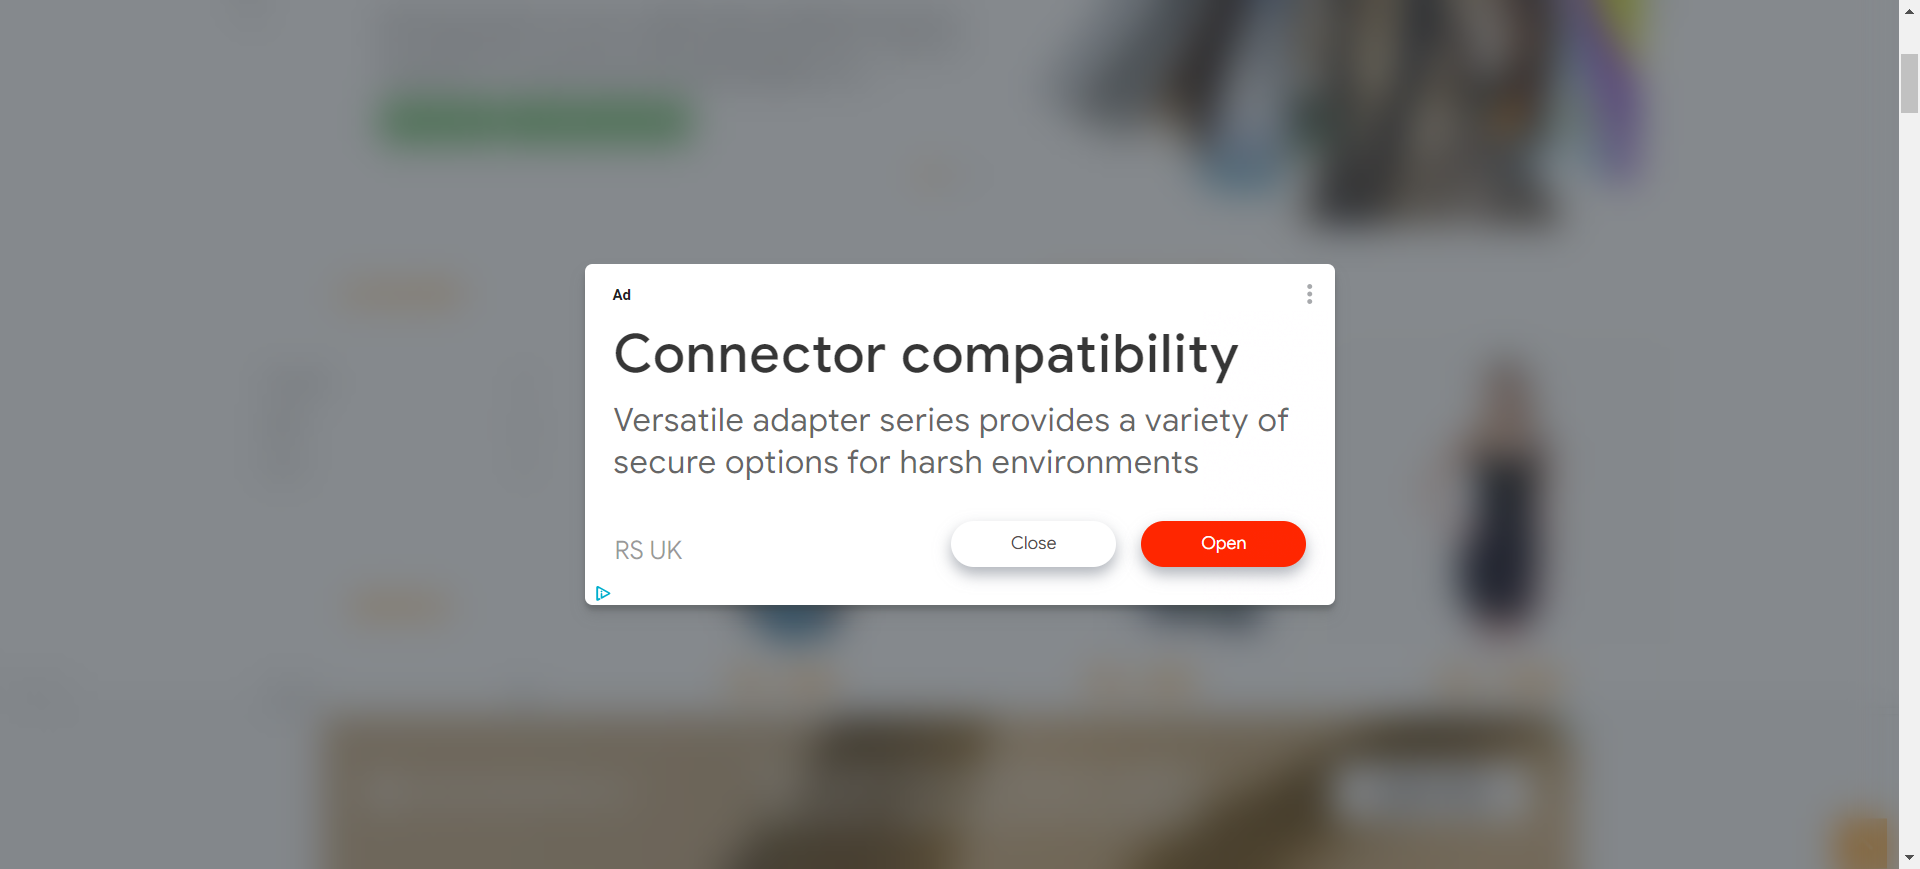 Ad
Connector compatibility
Versatile adapter series provides a variety of
secure options for harsh environments
RS UK
Close
Open